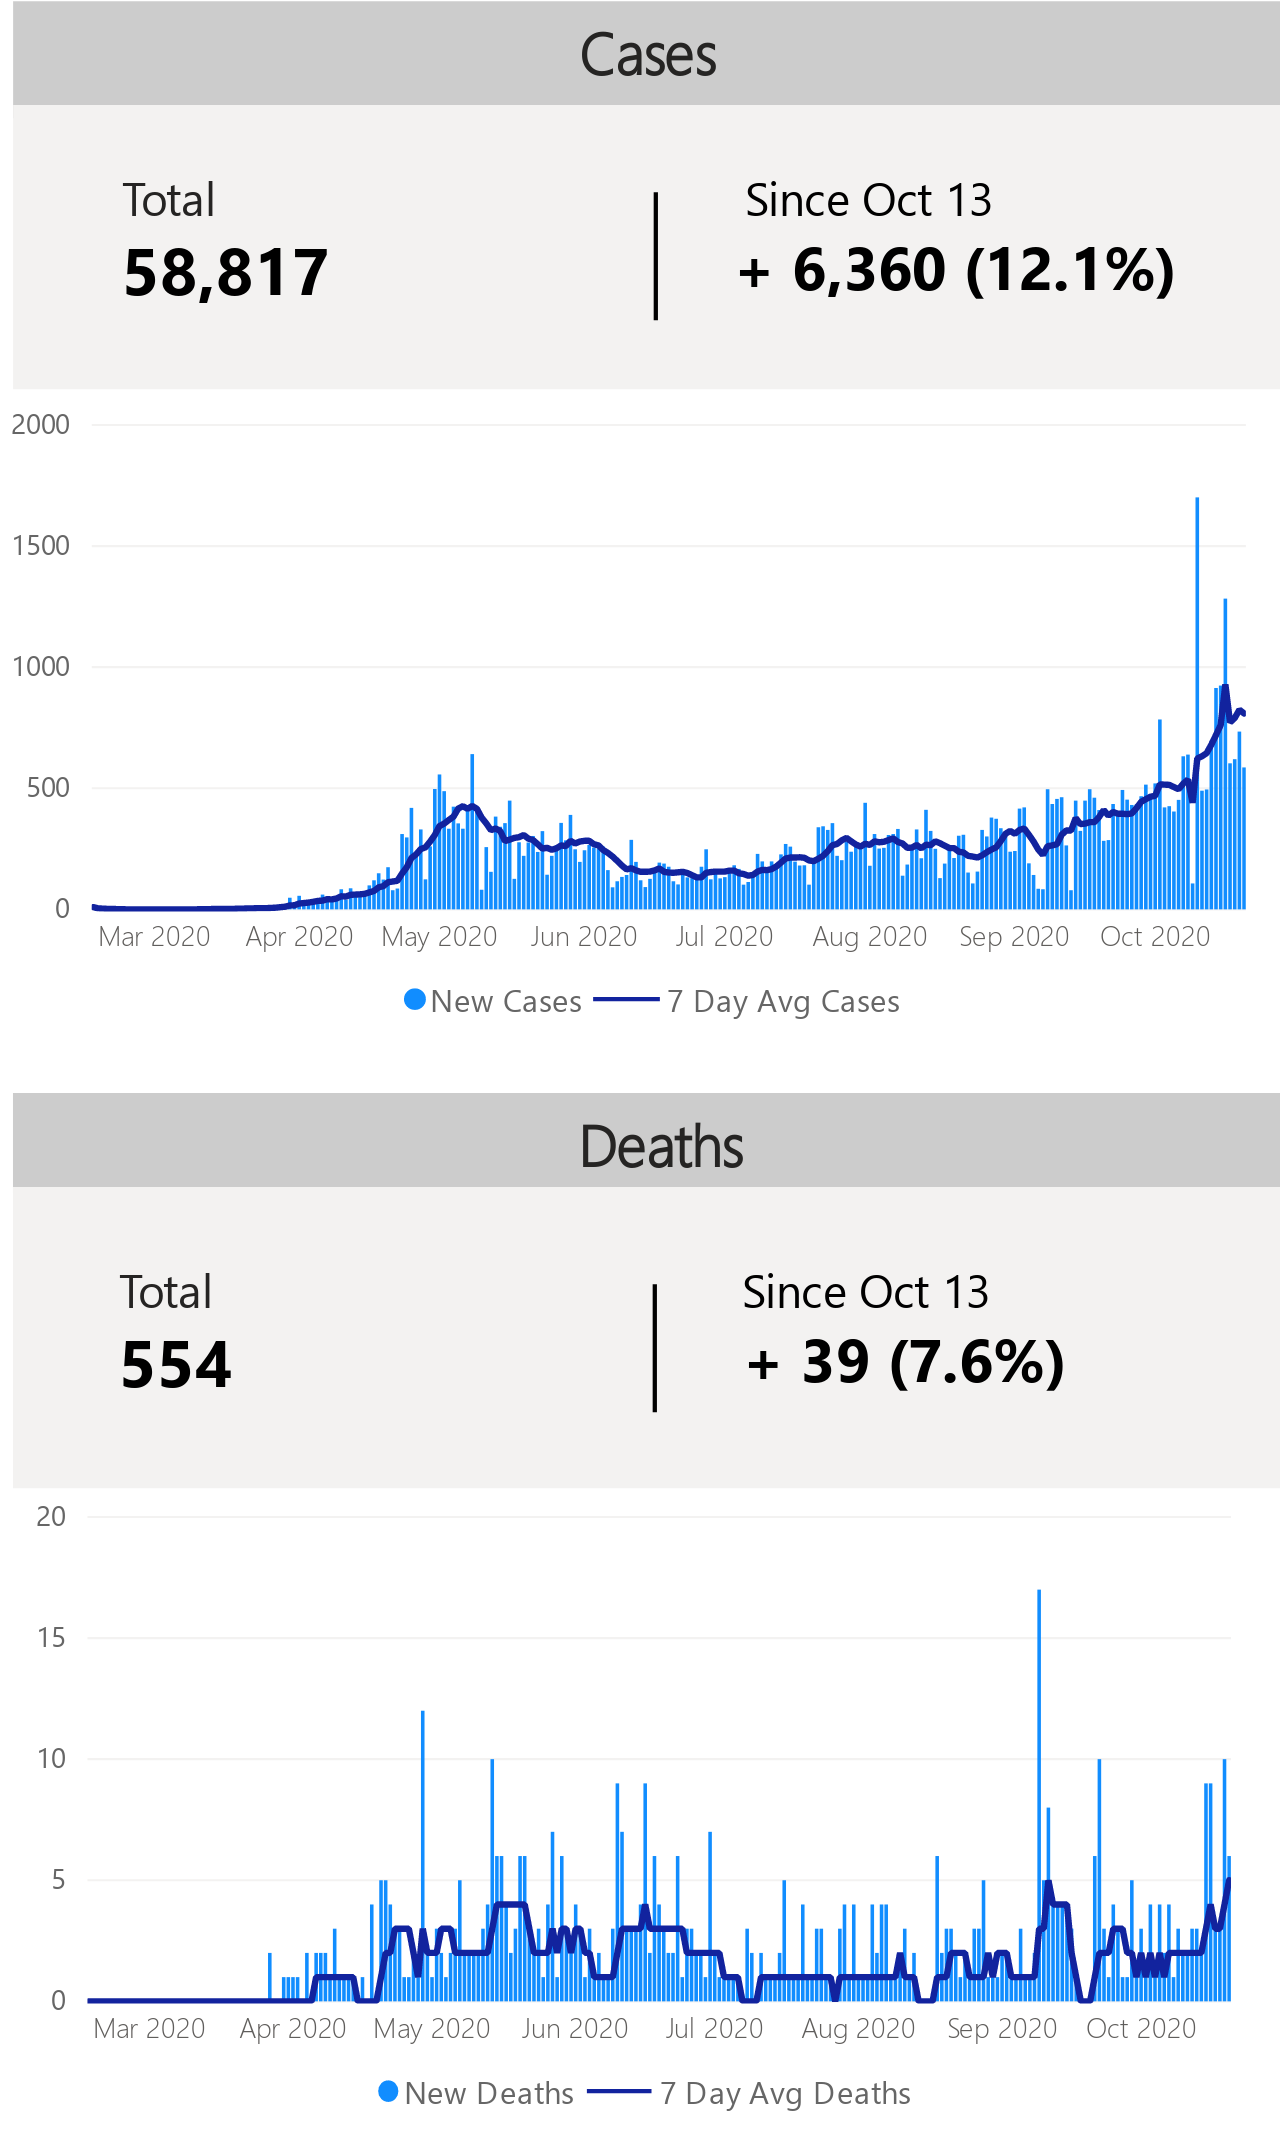 Cases
Total
58,817
Since Oct 13
+ 6,360 (12.1%)
2000
1500
1000
500
0
Mar 2020 Apr 2020 May 2020 Jun 2020 Jul 2020 Aug 2020 Sep 2020 Oct 2020
New Cases 7 Day Avg Cases
Deaths
Total
554
Since Oct 13
+ 39 (7.6%)
20
15
10
5
0
Mar 2020 Apr 2020 May 2020 Jun 2020 Jul 2020 Aug 2020 Sep 2020 Oct 2020
New Deaths 7 Day Avg Deaths